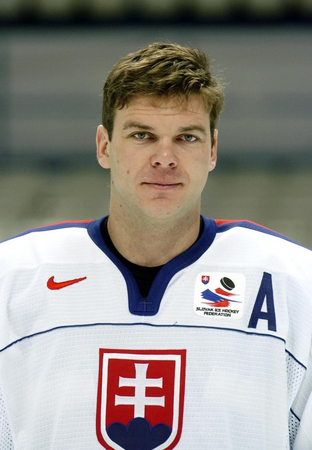 A
SLOVAK ICE HOCKEY
FEDERATION